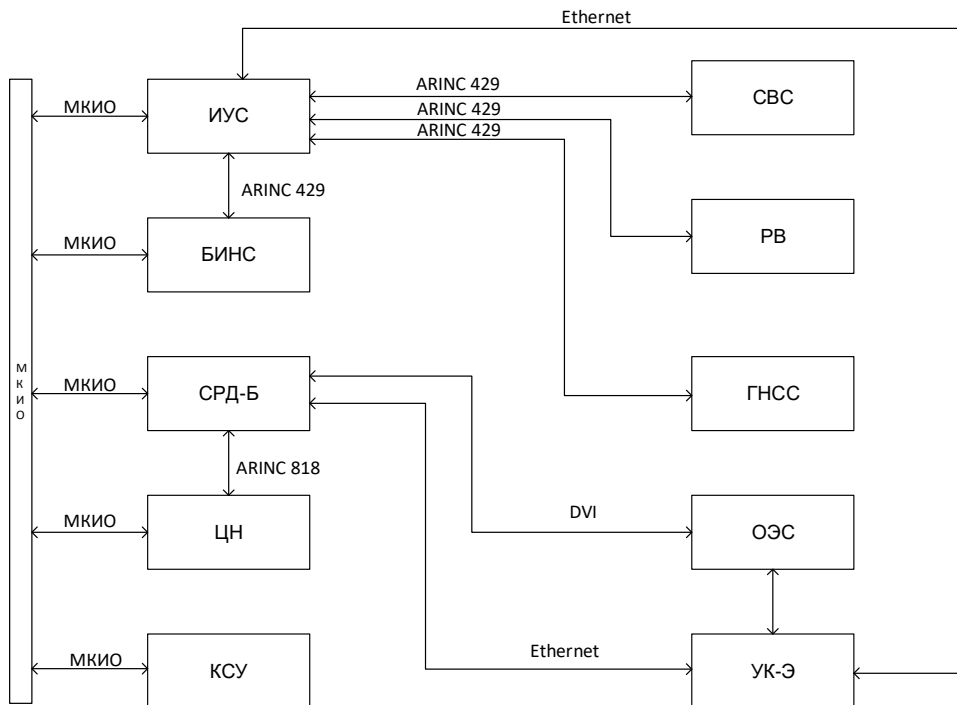 Ethernet
МКИО
ИУС
ARINC 429
ARINC 429
ARINC 429
СВС
ARINC 429
МКИО
БИНС
РВ
МКИО
МКИО
СРД-Б
ГНСС
ARINC 818
МКИО
ЦН
DVI
ОЭС
МКИО
КСУ
Ethernet
УК-Э